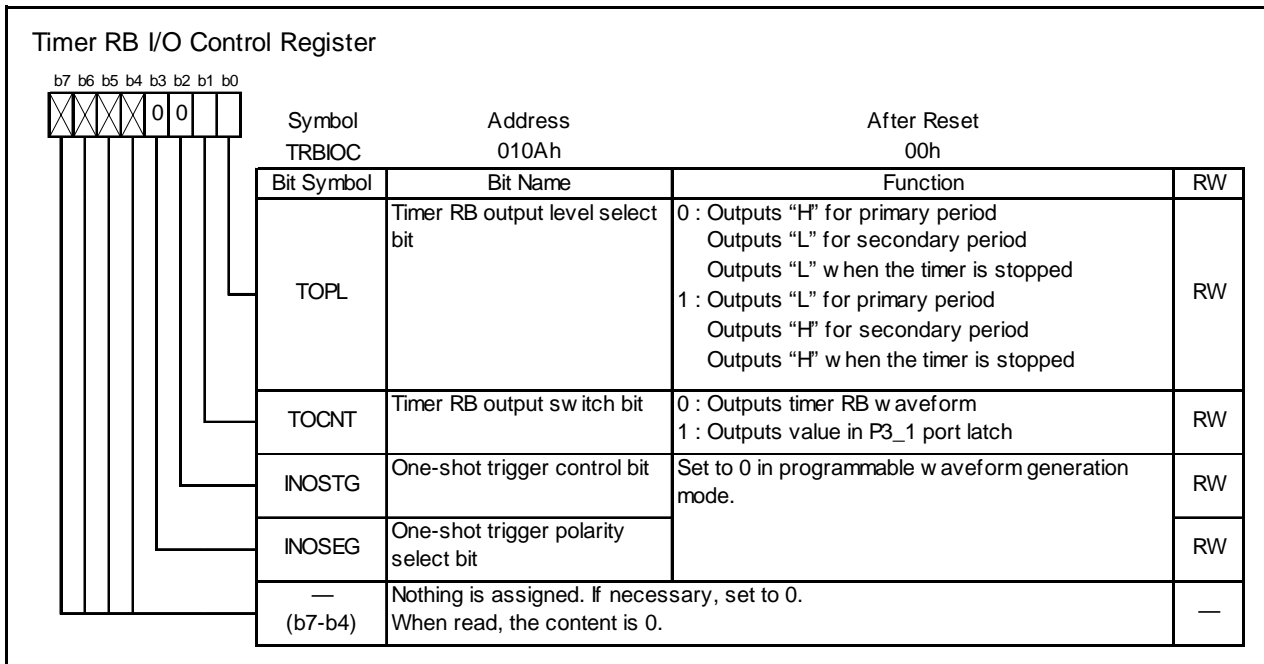 Timer RB I/O Control Register
b7 b6 b5 b4 b3 b2 b1 b0
0 0
Symbol Address After Reset
TRBIOC 010Ah 00h
Bit Symbol Bit Name Function RW
TOPL
Timer RB output level select
bit
0 : Outputs “H” for primary period
Outputs “L” for secondary period
Outputs “L” when the timer is stopped
1 : Outputs “L” for primary period
Outputs “H” for secondary period
Outputs “H” when the timer is stopped
RW
TOCNT
Timer RB output switch bit
0 : Outputs timer RB waveform
1 : Outputs value in P3_1 port latch
RW
INOSTG
One-shot trigger control bit
Set to 0 in programmable waveform generation
mode.
RW
INOSEG
One-shot trigger polarity
select bit
RW
—
(b7-b4)
Nothing is assigned. If necessary, set to 0.
When read, the content is 0.
—